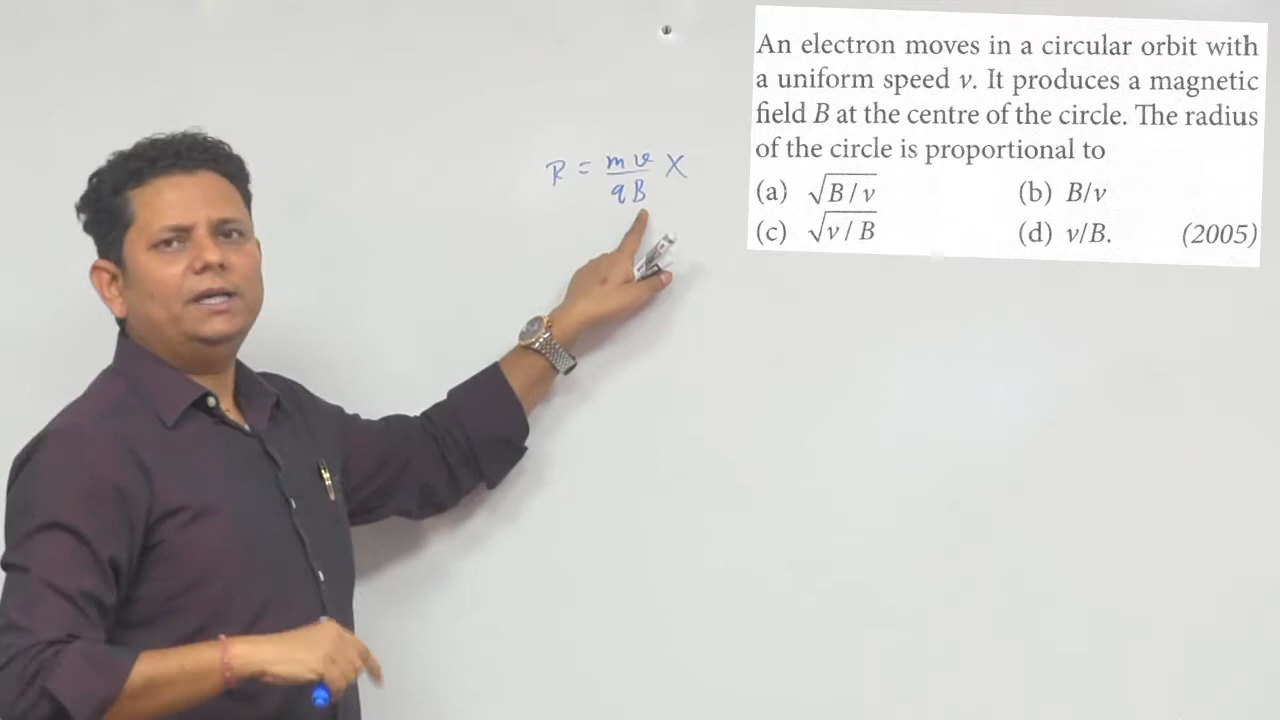 R = mv/qB X
An electron moves in a circular orbit with
a uniform speed v. It produces a magnetic
field B at the centre of the circle. The radius
of the circle is proportional to
(a) √B / v (b) B/v
(c) √v / B (d) v/B. (2005)